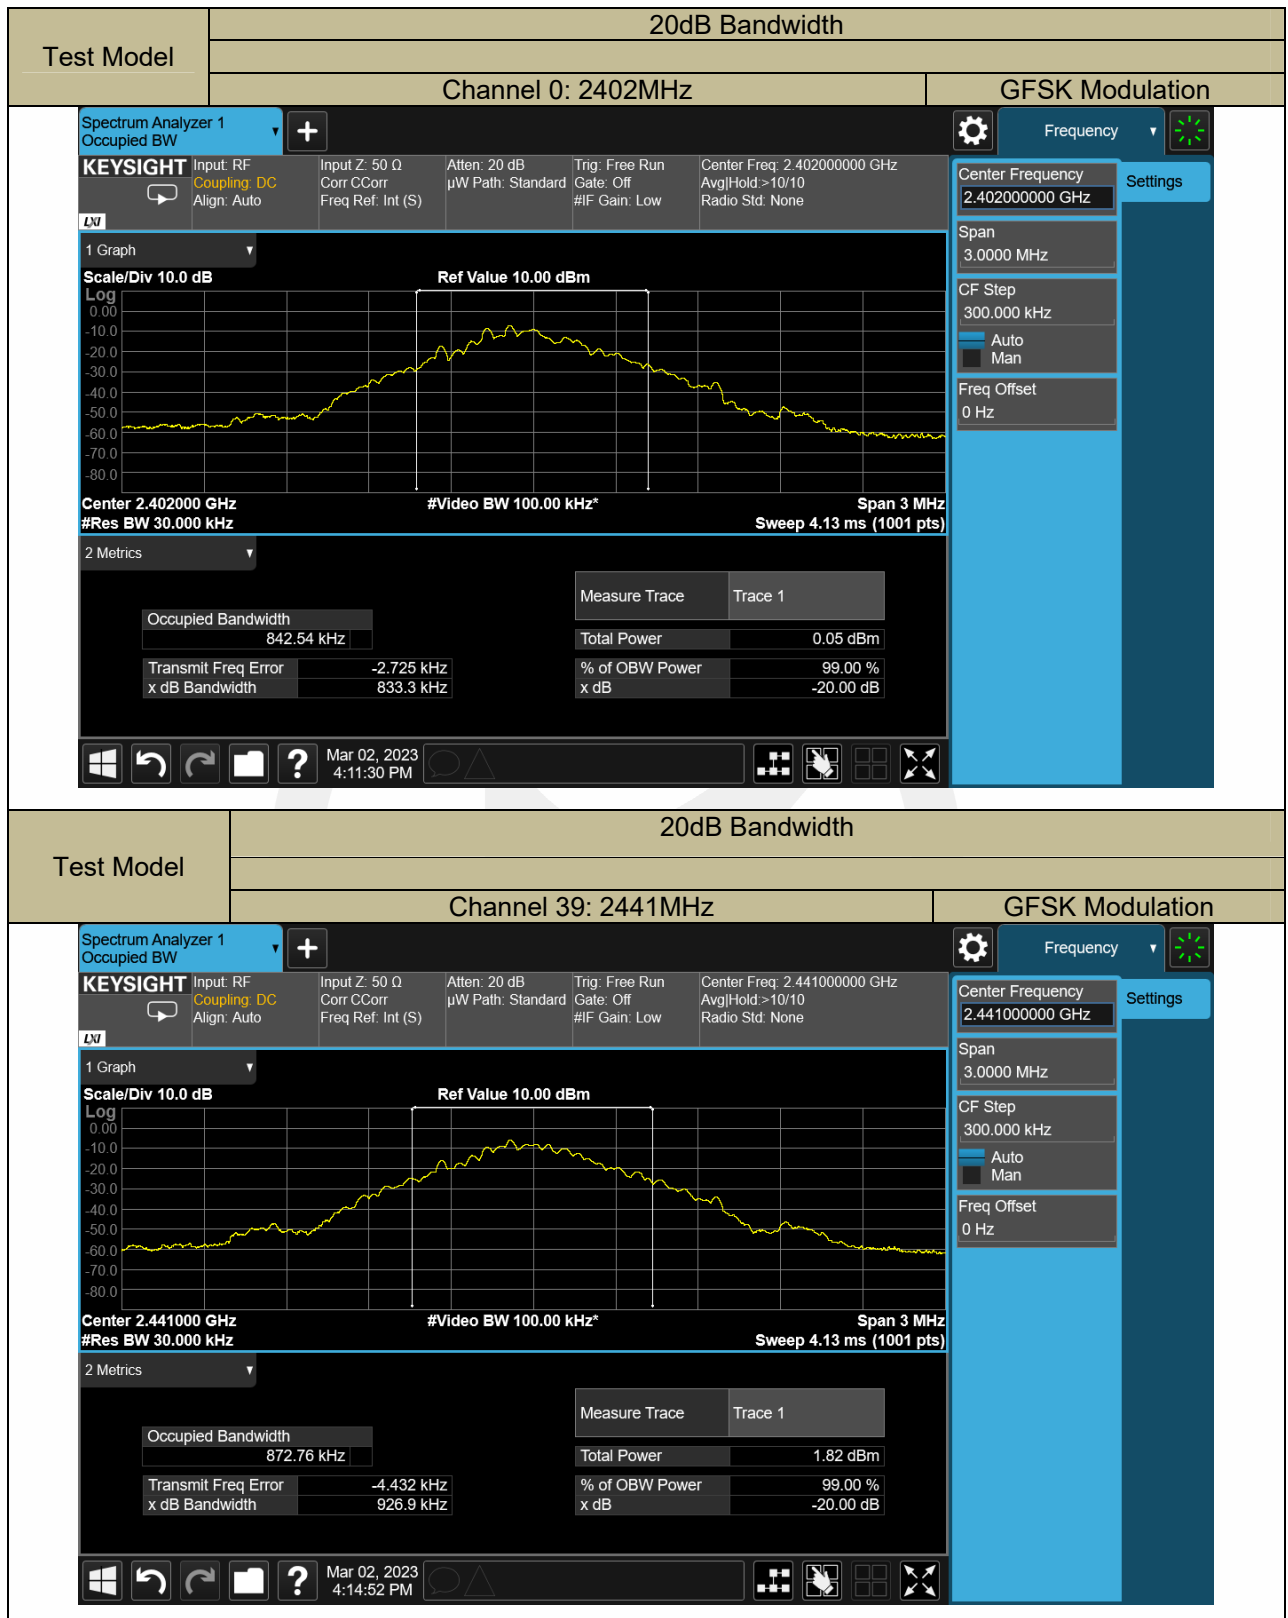 20dB Bandwidth
Test Model
Channel 0: 2402MHz
GFSK Modulation
Spectrum Analyzer 1
Occupied BW
Frequency
KEYSIGHT
Input: RF
Coupling: DC
Align: Auto
Input Z: 50 Ω
Corr CCorr
Freq Ref: Int (S)
Atten: 20 dB
µW Path: Standard
Trig: Free Run
Gate: Off
#IF Gain: Low
Center Freq: 2.402000000 GHz
Avg|Hold:>10/10
Radio Std: None
LXI
Center Frequency
2.402000000 GHz
Settings
Span
3.0000 MHz
CF Step
300.000 kHz
Auto
Man
Freq Offset
0 Hz
1 Graph
Scale/Div 10.0 dB
Ref Value 10.00 dBm
Log
0.00
-10.0
-20.0
-30.0
-40.0
-50.0
-60.0
-70.0
-80.0
Center 2.402000 GHz
#Video BW 100.00 kHz*
Span 3 MHz
#Res BW 30.000 kHz
Sweep 4.13 ms (1001 pts)
2 Metrics
Measure Trace
Trace 1
Occupied Bandwidth
842.54 kHz
Total Power
0.05 dBm
Transmit Freq Error
-2.725 kHz
% of OBW Power
99.00 %
x dB Bandwidth
833.3 kHz
x dB
-20.00 dB
?
Mar 02, 2023
4:11:30 PM
20dB Bandwidth
Test Model
Channel 39: 2441MHz
GFSK Modulation
Spectrum Analyzer 1
Occupied BW
Frequency
KEYSIGHT
Input: RF
Coupling: DC
Align: Auto
Input Z: 50 Ω
Corr CCorr
Freq Ref: Int (S)
Atten: 20 dB
µW Path: Standard
Trig: Free Run
Gate: Off
#IF Gain: Low
Center Freq: 2.441000000 GHz
Avg|Hold:>10/10
Radio Std: None
LXI
Center Frequency
2.441000000 GHz
Settings
Span
3.0000 MHz
CF Step
300.000 kHz
Auto
Man
Freq Offset
0 Hz
1 Graph
Scale/Div 10.0 dB
Ref Value 10.00 dBm
Log
0.00
-10.0
-20.0
-30.0
-40.0
-50.0
-60.0
-70.0
-80.0
Center 2.441000 GHz
#Video BW 100.00 kHz*
Span 3 MHz
#Res BW 30.000 kHz
Sweep 4.13 ms (1001 pts)
2 Metrics
Measure Trace
Trace 1
Occupied Bandwidth
872.76 kHz
Total Power
1.82 dBm
Transmit Freq Error
-4.432 kHz
% of OBW Power
99.00 %
x dB Bandwidth
926.9 kHz
x dB
-20.00 dB
?
Mar 02, 2023
4:14:52 PM